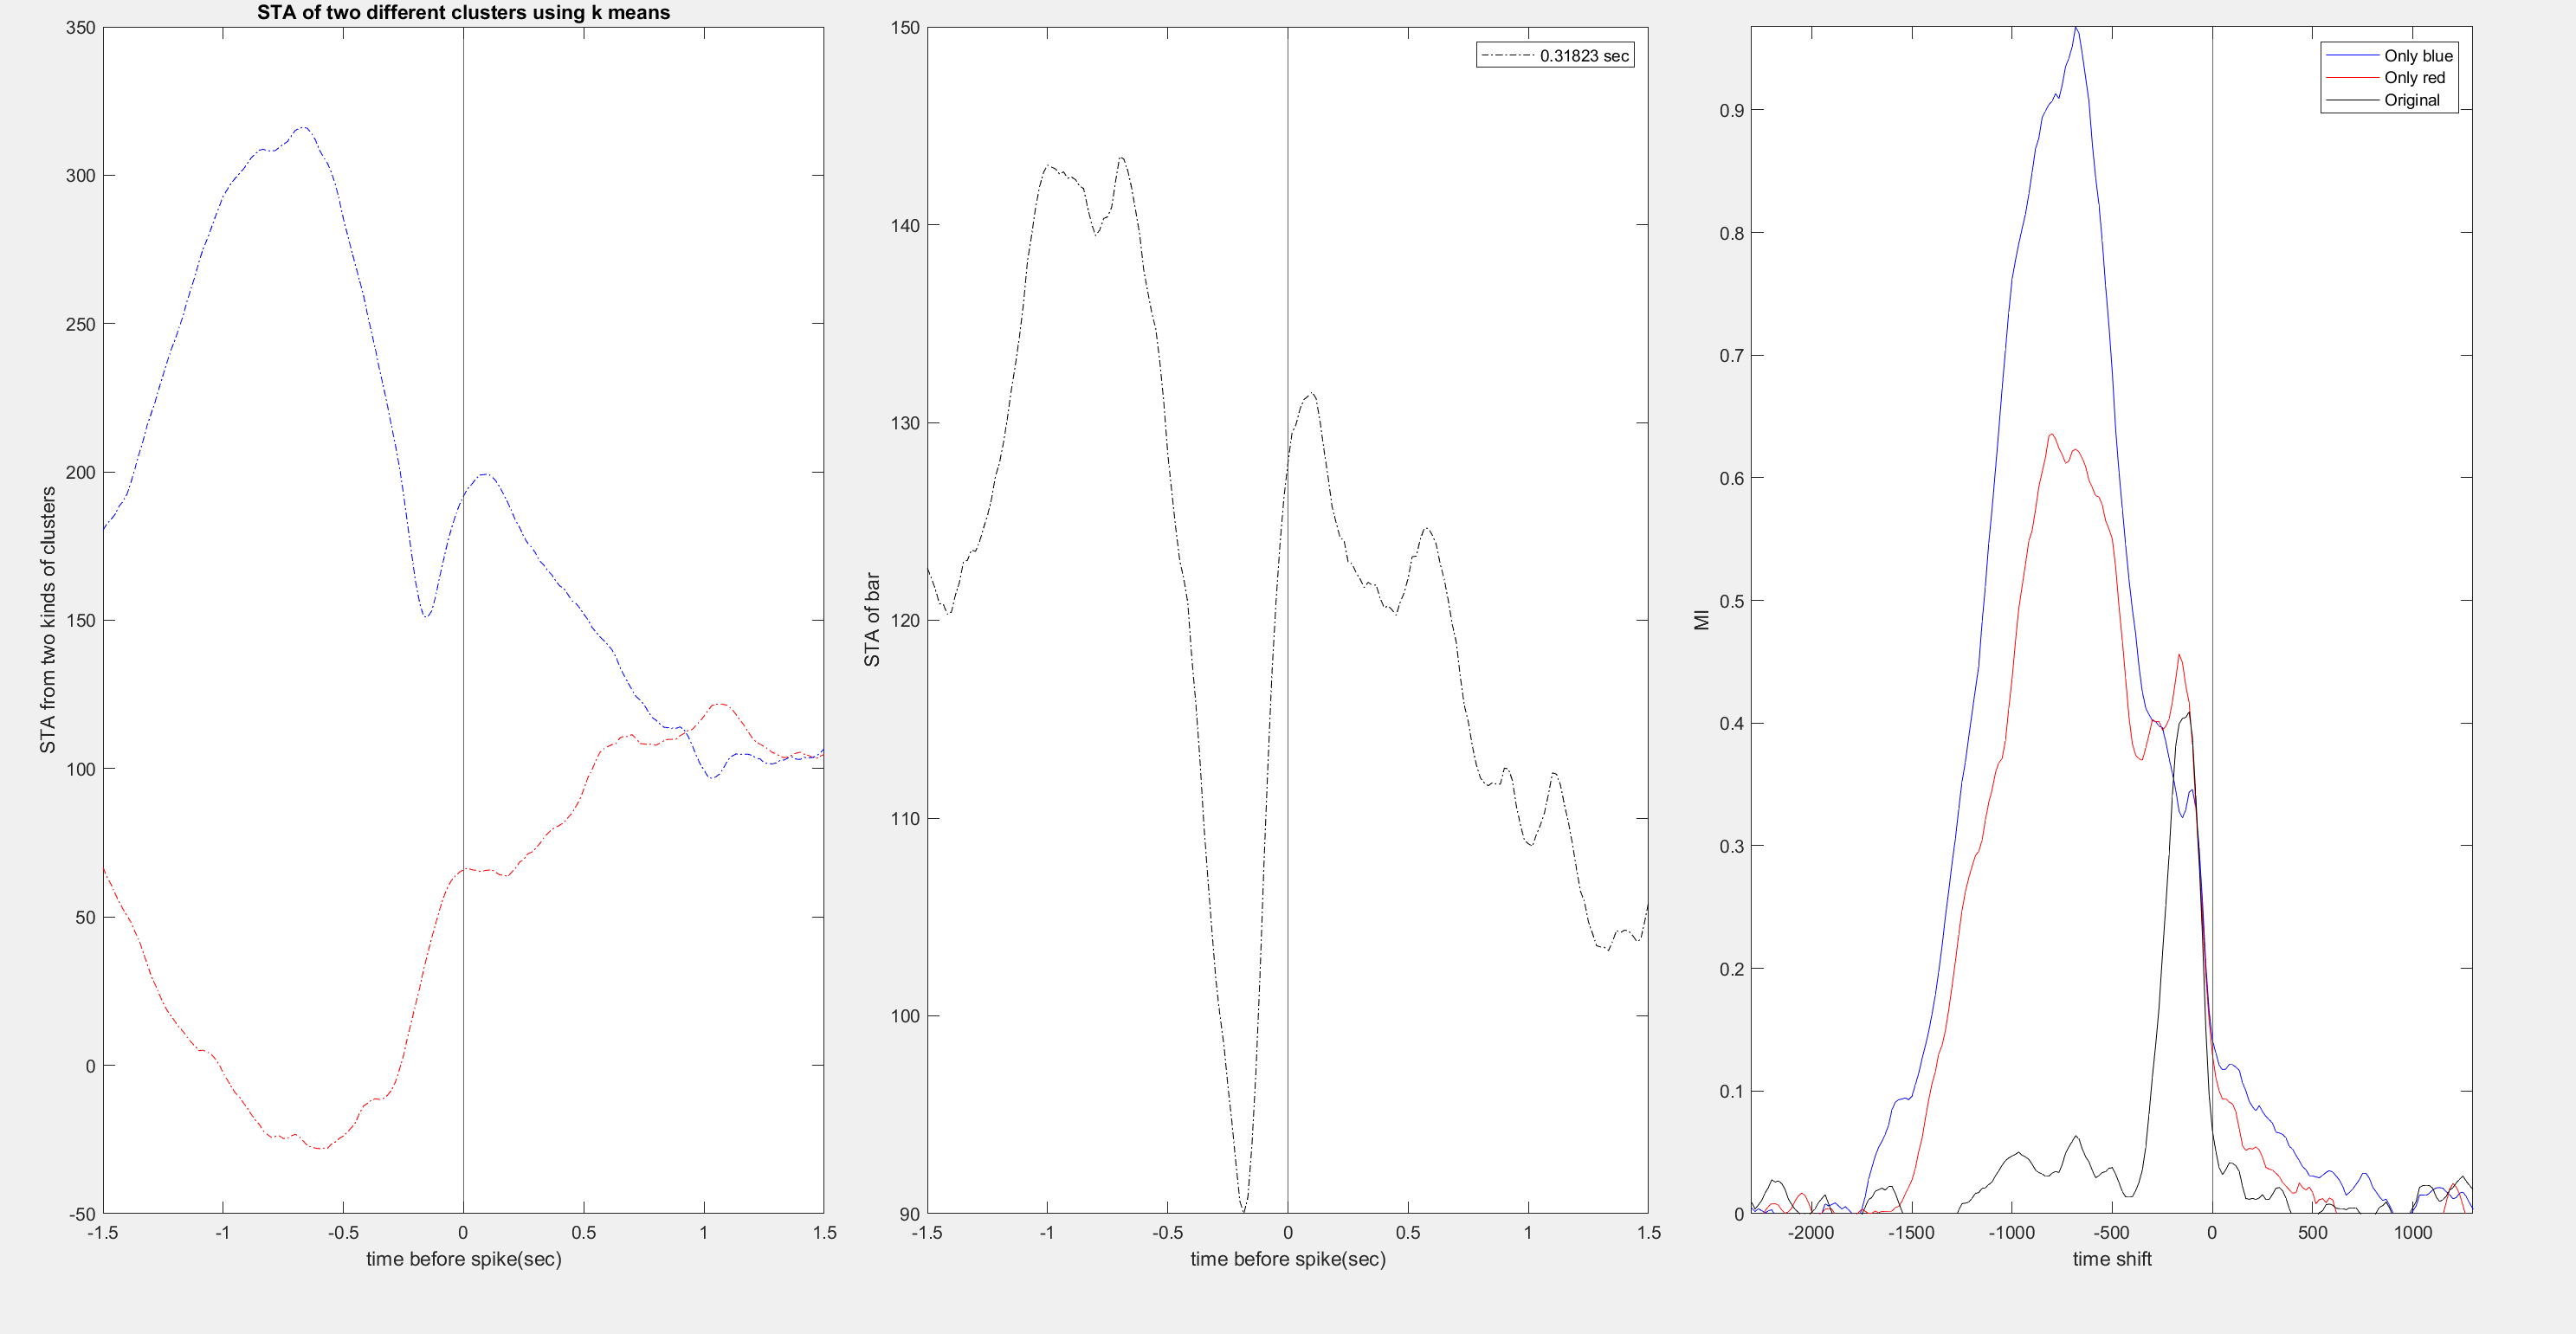 STA of two different clusters using k means
350
300
250
200
150
100
50
0
-50
-1.5 -1 -0.5 0 0.5 1 1.5
time before spike(sec)
STA from two kinds of clusters
150
140
130
120
110
100
90
-1.5 -1 -0.5 0 0.5 1 1.5
time before spike(sec)
STA of bar
0.31823 sec
0.9
0.8
0.7
0.6
0.5
0.4
0.3
0.2
0.1
0
-2000 -1500 -1000 -500 0 500 1000
time shift
MI
Only blue
Only red
Original